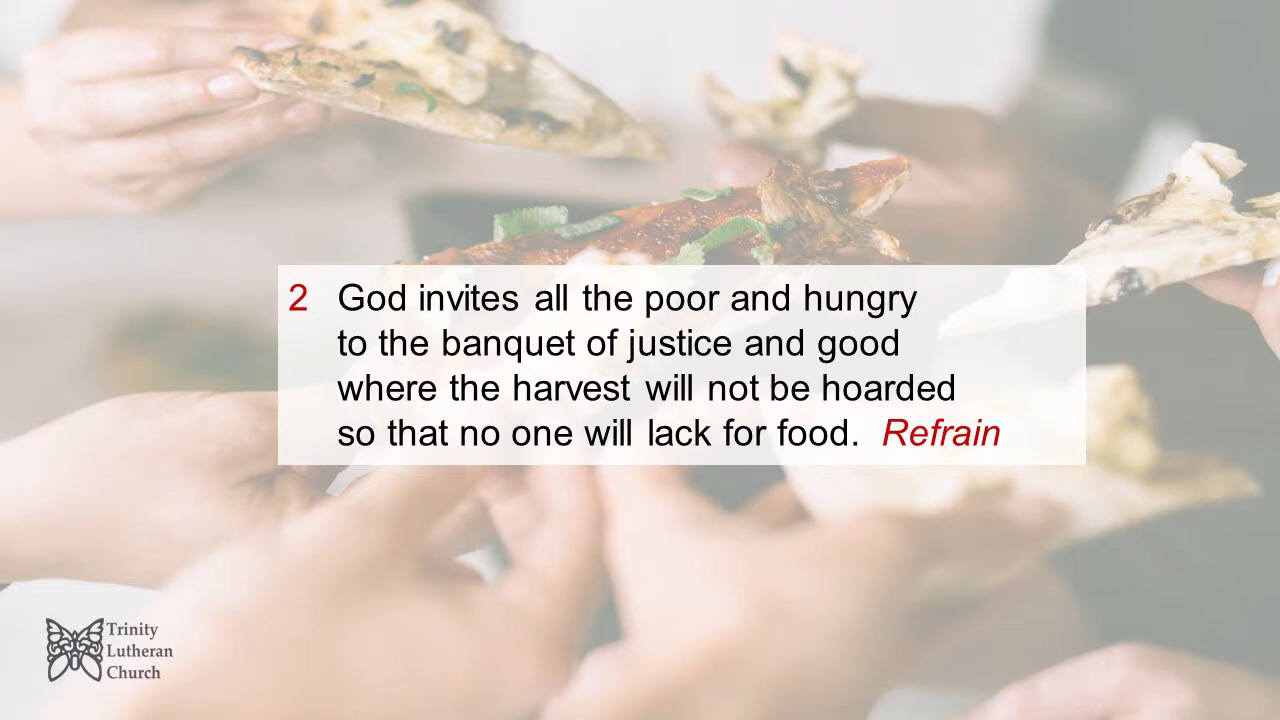 2 God invites all the poor and hungry
to the banquet of justice and good
where the harvest will not be hoarded
so that no one will lack for food. Refrain
Trinity
Lutheran
Church